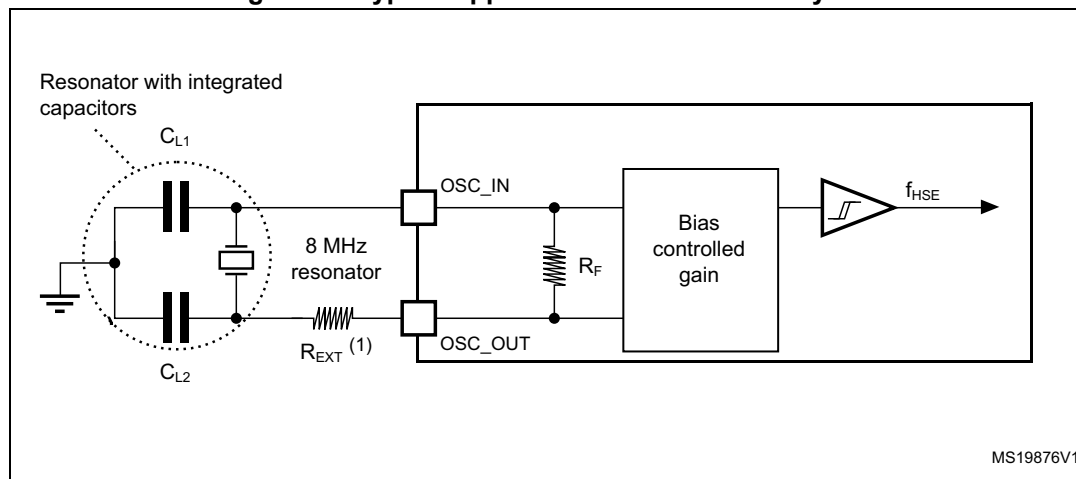 Resonator with integrated
capacitors
CL1
OSC_IN
fHSE
8 MHz
resonator
RF
Bias
controlled
gain
REXT (1)
OSC_OUT
CL2
MS19876V1